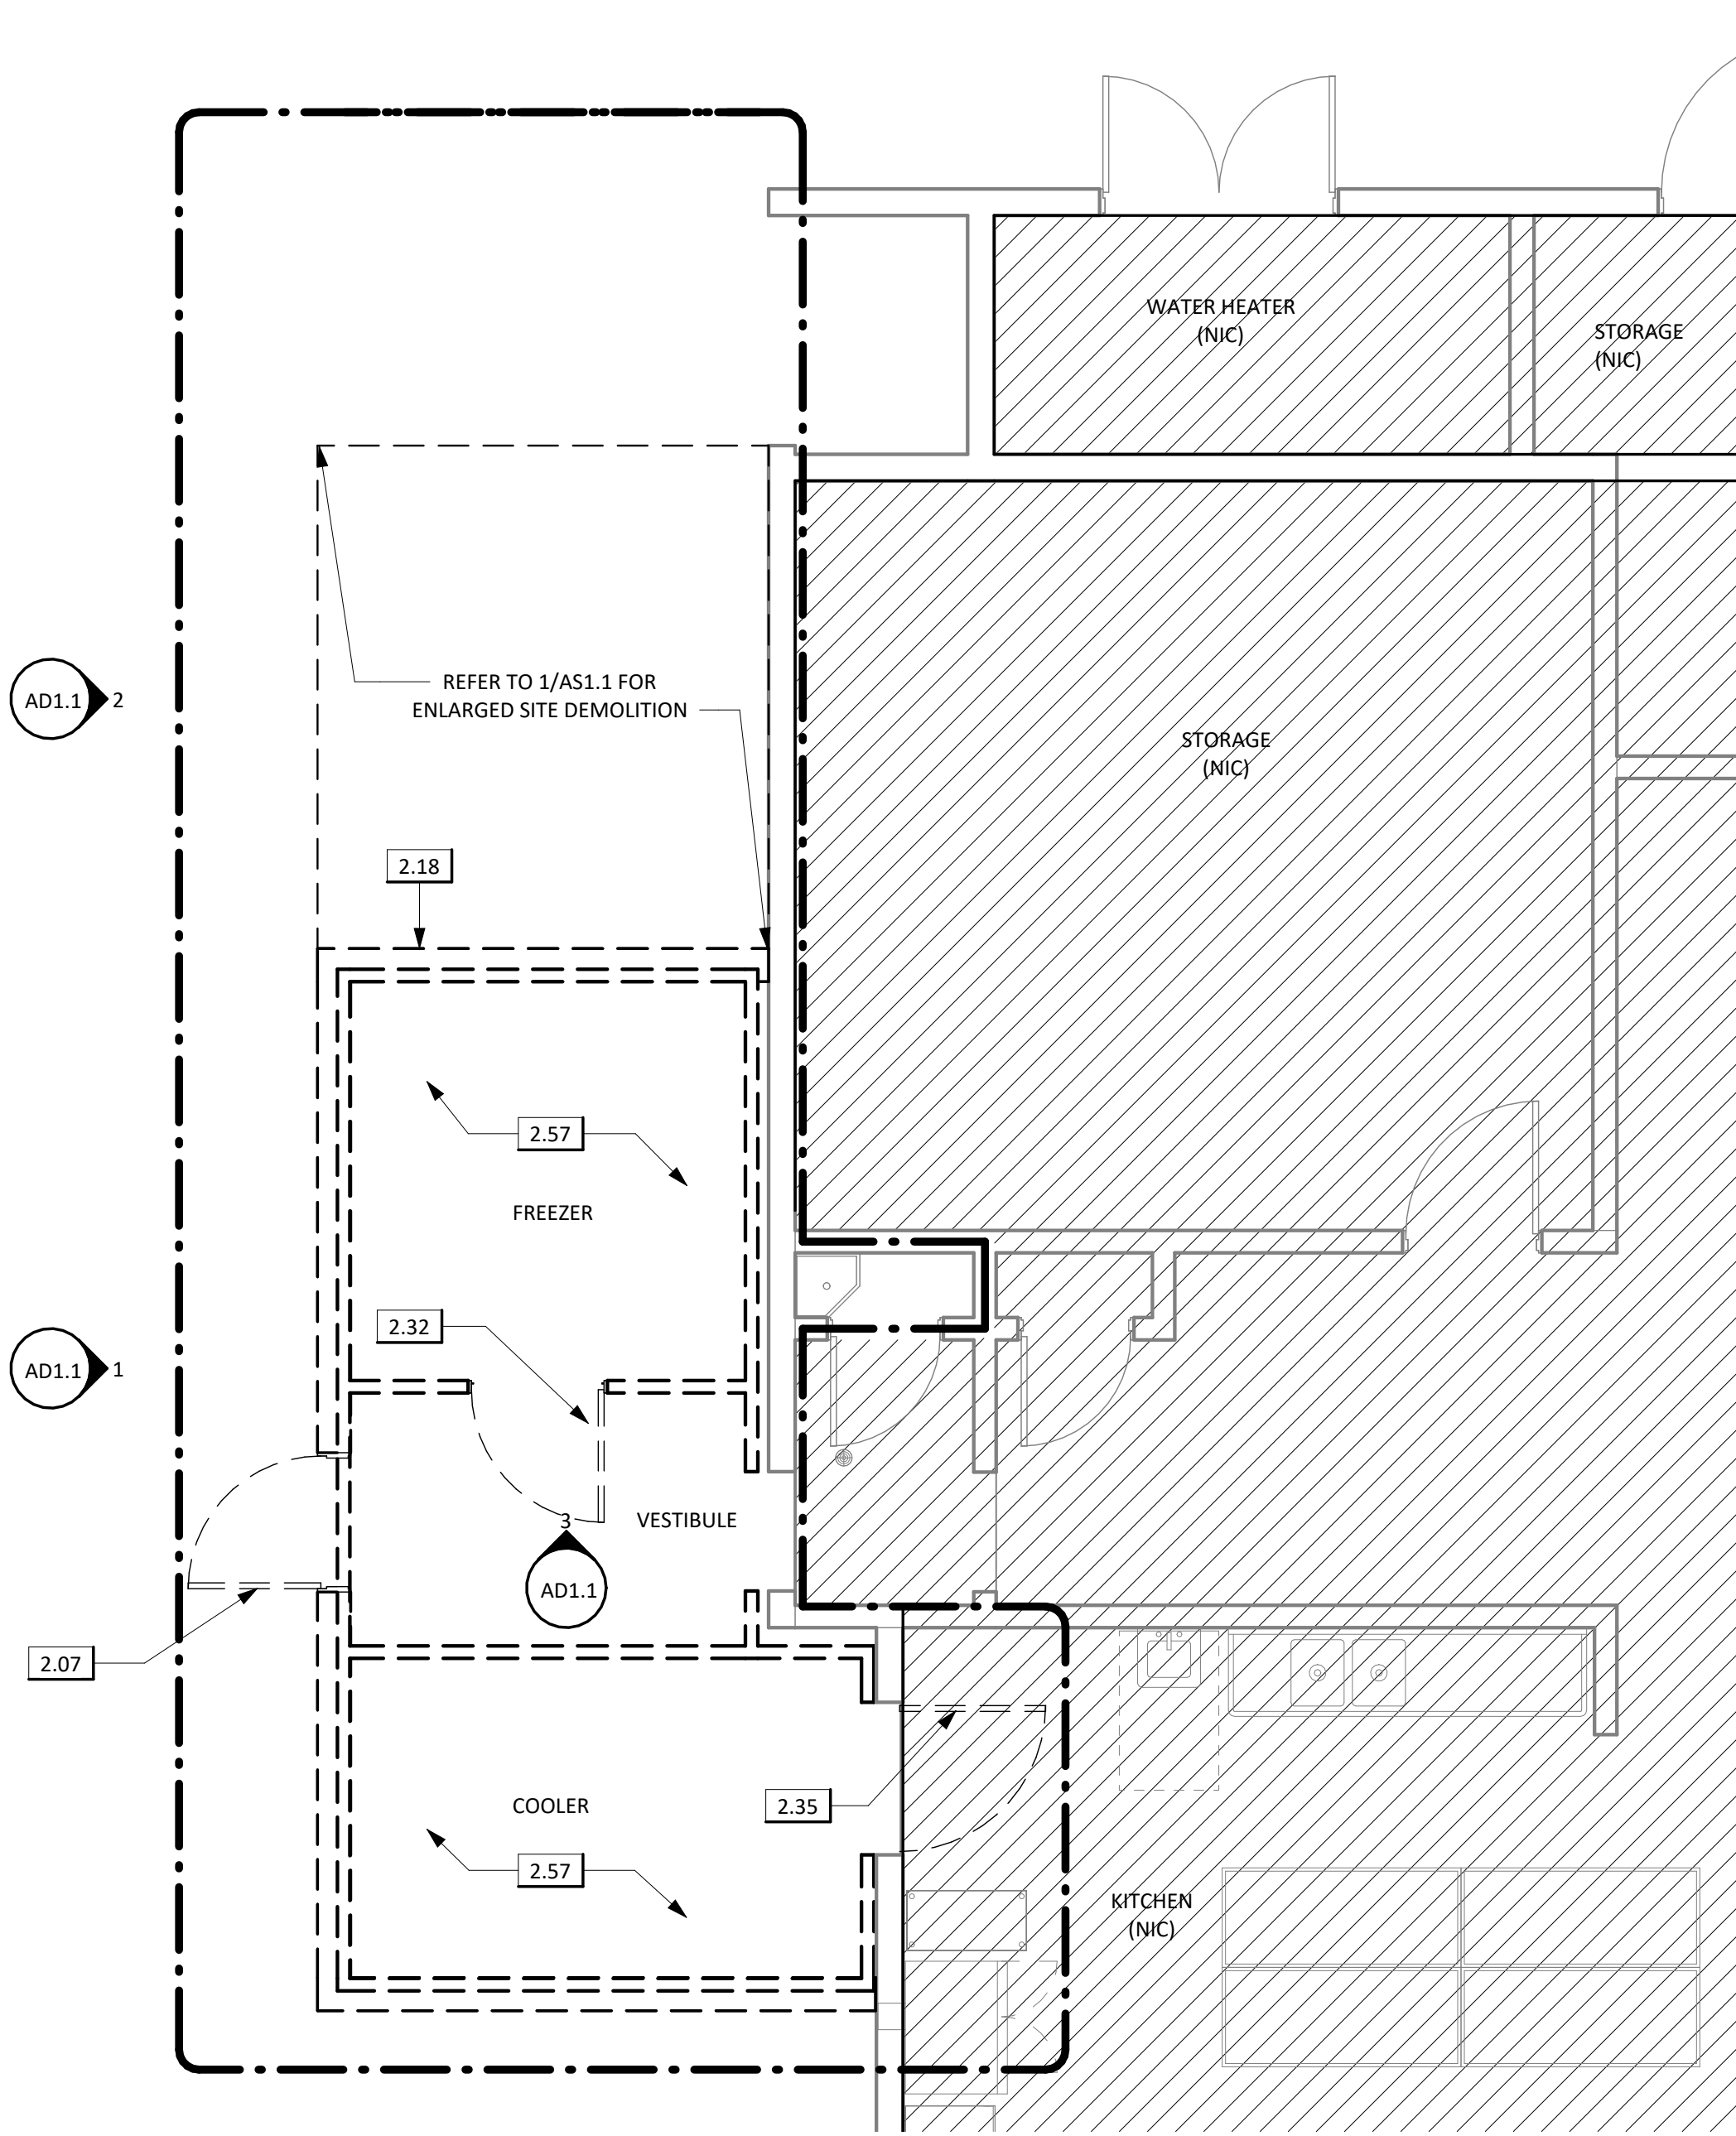 WATER HEATER
(NIC)
STORAGE
(NIC)
REFER TO 1/AS1.1 FOR
ENLARGED SITE DEMOLITION
AD1.1 2
STORAGE
(NIC)
2.18
2.57
FREEZER
2.32
AD1.1 1
3
VESTIBULE
AD1.1
2.07
COOLER
2.35
2.57
KITCHEN
(NIC)